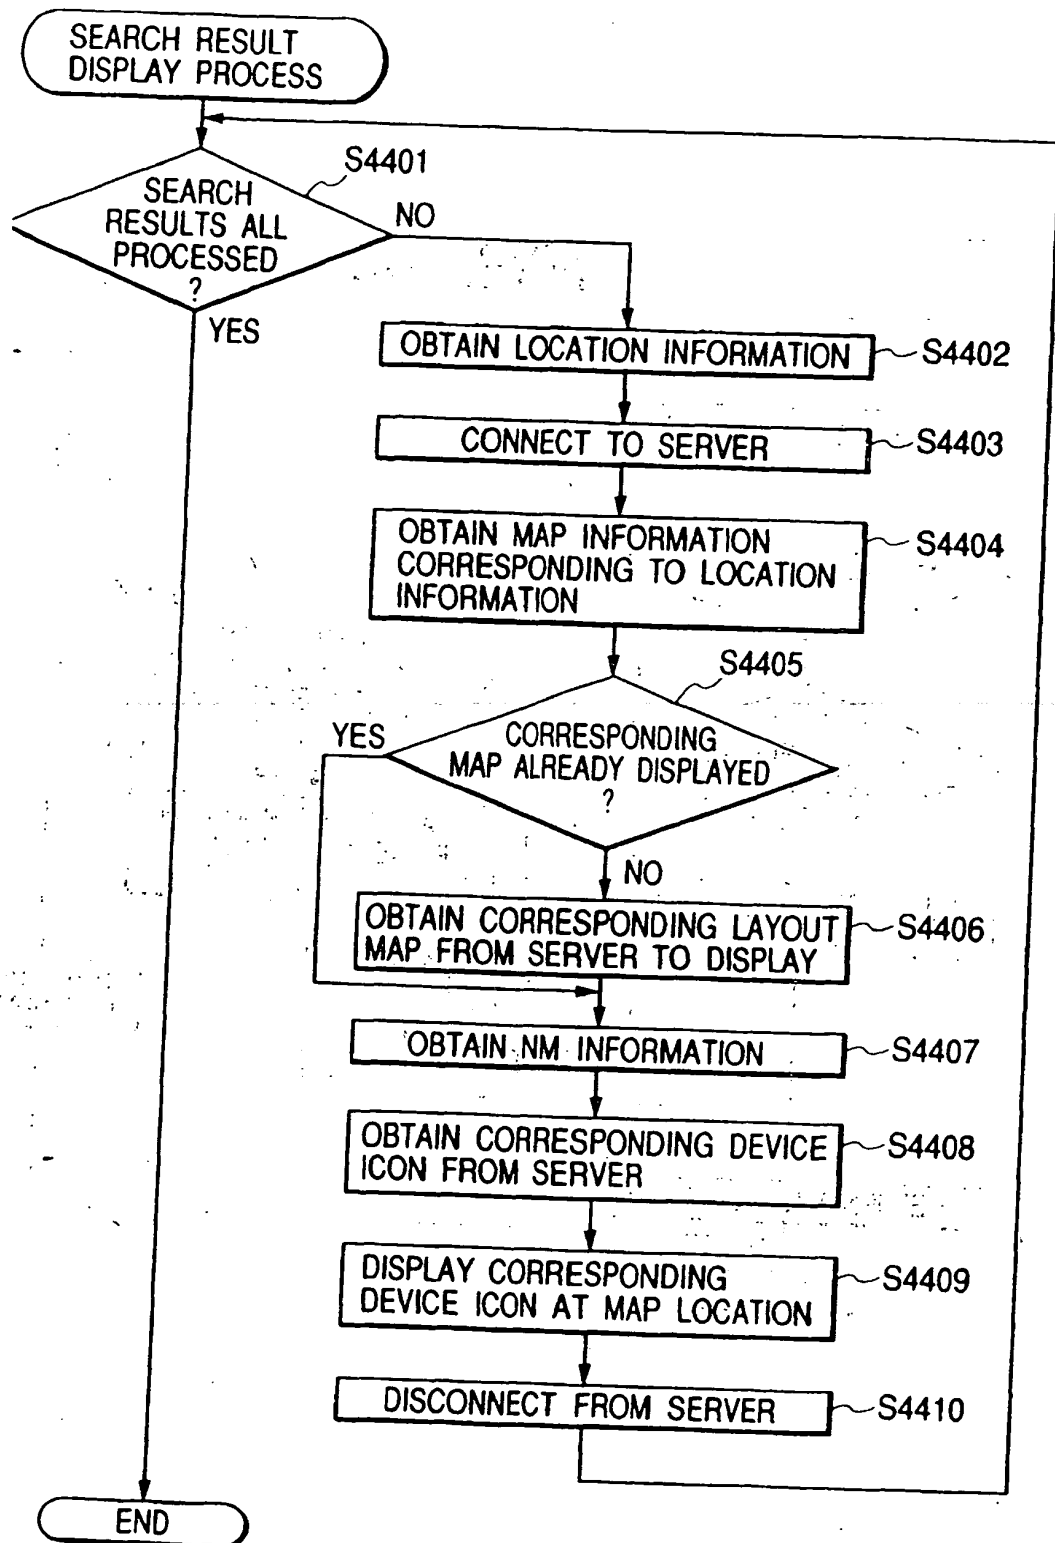 SEARCH RESULT
DISPLAY PROCESS
S4401
SEARCH
RESULTS ALL
PROCESSED
?
NO
YES
OBTAIN LOCATION INFORMATION
S4402
CONNECT TO SERVER
S4403
OBTAIN MAP INFORMATION
CORRESPONDING TO LOCATION
INFORMATION
S4404
S4405
YES
CORRESPONDING
MAP ALREADY DISPLAYED
?
NO
OBTAIN CORRESPONDING LAYOUT
MAP FROM SERVER TO DISPLAY
S4406
OBTAIN NM INFORMATION
S4407
OBTAIN CORRESPONDING DEVICE
ICON FROM SERVER
S4408
DISPLAY CORRESPONDING
DEVICE ICON AT MAP LOCATION
S4409
DISCONNECT FROM SERVER
S4410
END